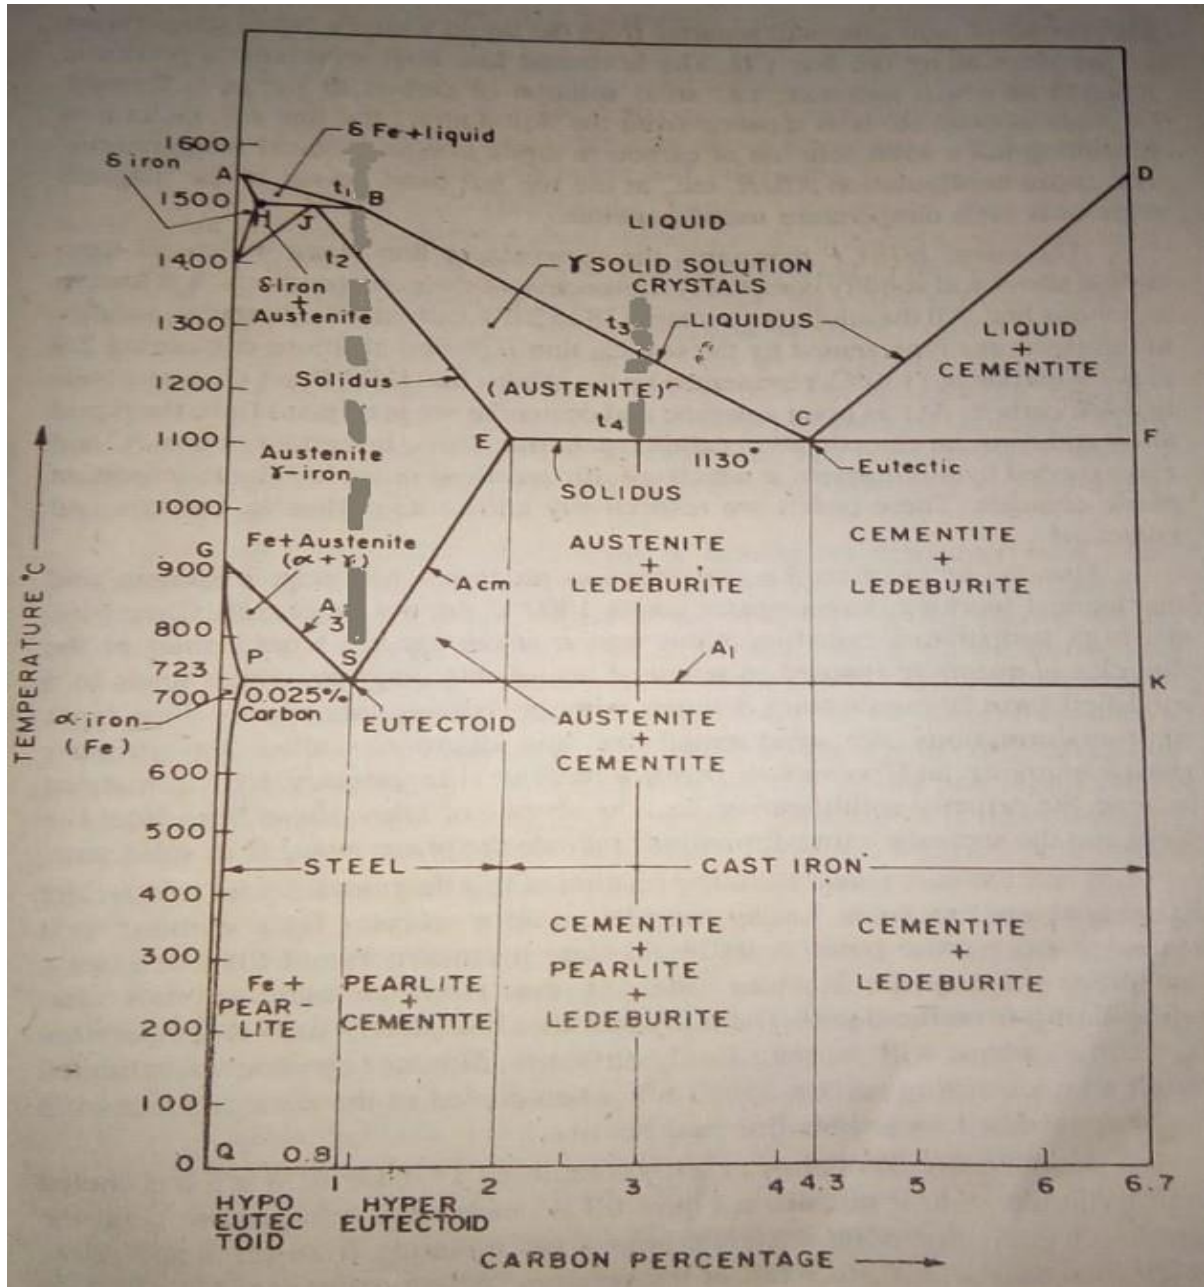 δ Fe+liquid
1600
δ iron
A
D
t₁
B
1500
H
J
LIQUID
1400
t₂
γ SOLID SOLUTION
CRYSTALS
δIron
+
Austenite
1300
t₃
LIQUIDUS
LIQUID
+
CEMENTITE
Solidus
1200
(AUSTENITE)
t₄
C
E
F
1100
1130°
Eutectic
Austenite
γ-iron
SOLIDUS
1000
Fe+Austenite
(α+γ)
AUSTENITE
+
LEDEBURITE
CEMENTITE
+
LEDEBURITE
G
900
Acm
A₃
800
P
S
A₁
723
K
700
0.025%
Carbon
α-iron
(Fe)
EUTECTOID
AUSTENITE
+
CEMENTITE
600
500
STEEL
CAST IRON
400
CEMENTITE
+
PEARLITE
+
LEDEBURITE
CEMENTITE
+
LEDEBURITE
300
Fe+
PEAR-
LITE
PEARLITE
+
CEMENTITE
200
100
0
Q
0.8
1
2
3
4
4.3
5
6
6.7
HYPO
EUTEC
TOID
HYPER
EUTECTOID
CARBON PERCENTAGE
TEMPERATURE °C